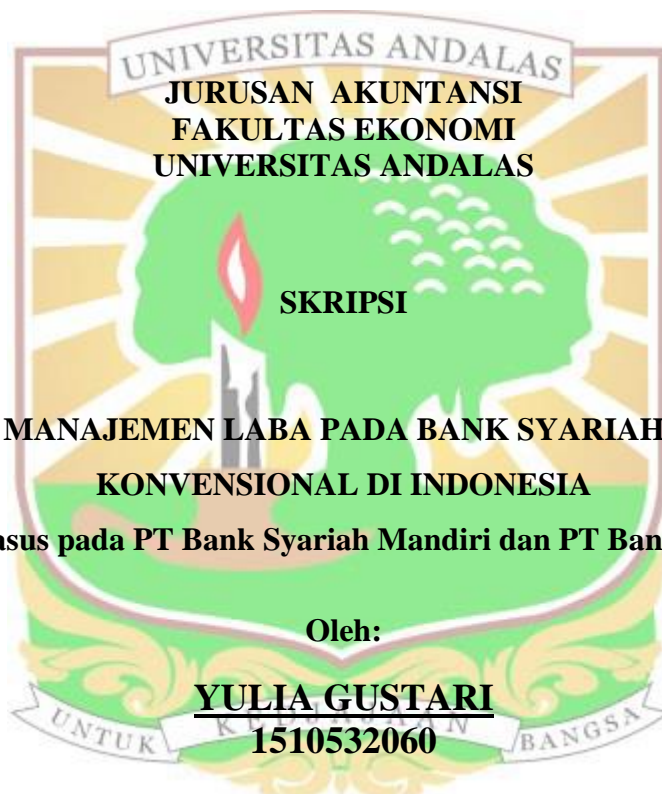 UNIVERSITAS ANDALAS
JURUSAN AKUNTANSI
FAKULTAS EKONOMI
UNIVERSITAS ANDALAS
SKRIPSI
MANAJEMEN LABA PADA BANK SYARIAH
KONVENSIONAL DI INDONESIA
asus pada PT Bank Syariah Mandiri dan PT Ban
Oleh:
YULIA GUSTARI
1510532060
UNTUK KEDJAJAAN BANGSA